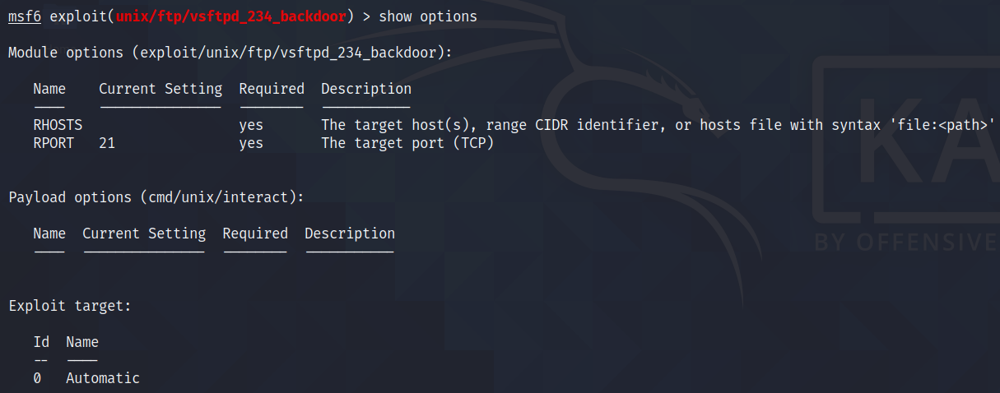 msf6 exploit(unix/ftp/vsftpd_234_backdoor) > show options
Module options (exploit/unix/ftp/vsftpd_234_backdoor):
Name Current Setting Required Description
---- --------------- -------- -----------
RHOSTS yes The target host(s), range CIDR identifier, or hosts file with syntax 'file:<path>'
RPORT 21 yes The target port (TCP)
Payload options (cmd/unix/interact):
Name Current Setting Required Description
---- --------------- -------- -----------
Exploit target:
Id Name
-- ----
0 Automatic
KA
BY OFFENSIVE